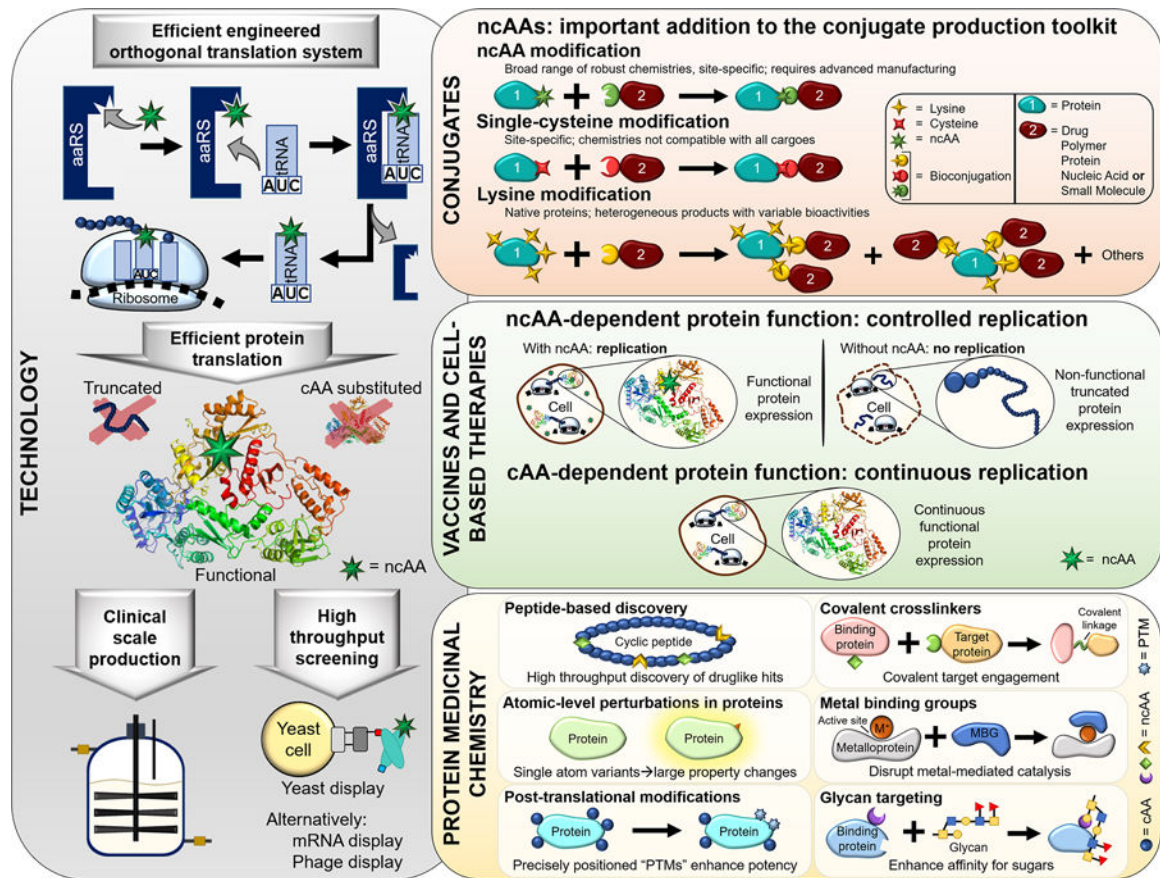 TECHNOLOGY
Efficient engineered
orthogonal translation system
aaRS
aaRS
tRNA
AUC
aaRS
tRNA
AUC
AUC
Ribosome
tRNA
AUC
Efficient protein
translation
Truncated
cAA substituted
Functional
= ncAA
Clinical
scale
production
High
throughput
screening
Yeast
cell
Yeast display
Alternatively:
mRNA display
Phage display
CONJUGATES
ncAAs: important addition to the conjugate production toolkit
ncAA modification
Broad range of robust chemistries, site-specific; requires advanced manufacturing
1 + 2 1 2
Single-cysteine modification
Site-specific; chemistries not compatible with all cargoes
1 + 2 1 2
Lysine modification
Native proteins; heterogeneous products with variable bioactivities
1 + 2 1 2 2 + 2 1 2 2 + Others
= Lysine
= Cysteine
= ncAA
= Bioconjugation
1 = Protein
2 = Drug
Polymer
Protein
Nucleic Acid or
Small Molecule
VACCINES AND CELL-
BASED THERAPIES
ncAA-dependent protein function: controlled replication
With ncAA: replication
Cell
Functional
protein
expression
Without ncAA: no replication
Cell
Non-functional
truncated
protein
expression
cAA-dependent protein function: continuous replication
Cell
Continuous
functional
protein
expression
= ncAA
PROTEIN MEDICINAL
CHEMISTRY
Peptide-based discovery
Cyclic peptide
High throughput discovery of druglike hits
Covalent crosslinkers
Binding
protein
+
Target
protein
Covalent
linkage
Covalent target engagement
Atomic-level perturbations in proteins
Protein
Protein
Single atom variants→large property changes
Metal binding groups
Active site
M+
Metalloprotein
+
MBG
Disrupt metal-mediated catalysis
Post-translational modifications
Protein
Protein
Precisely positioned “PTMs” enhance potency
Glycan targeting
Binding
protein
+
Glycan
Enhance affinity for sugars
= cAA
= ncAA
= PTM